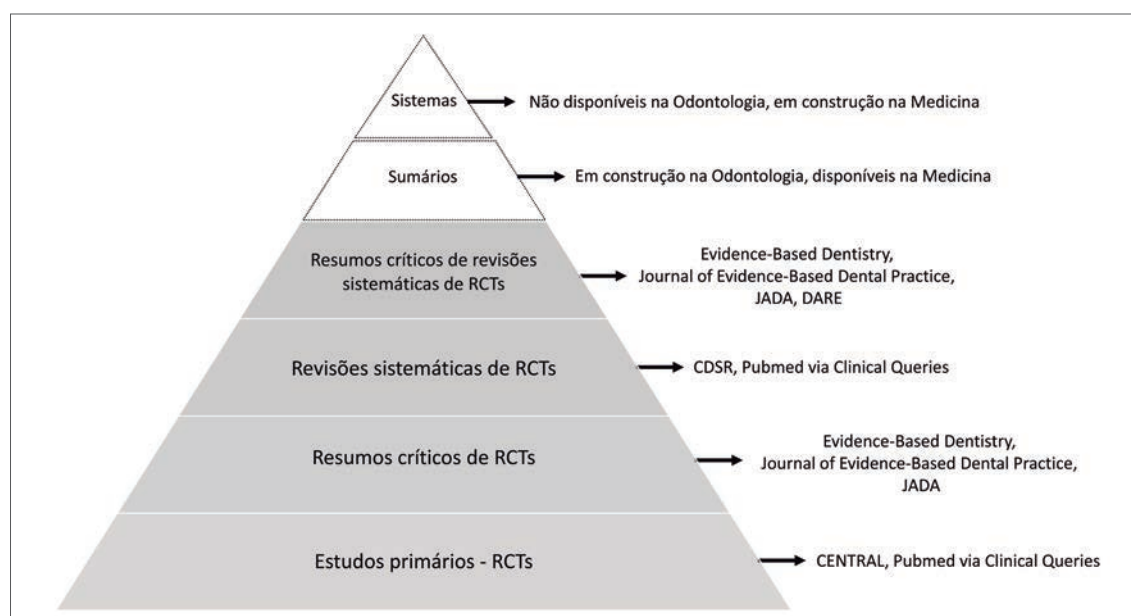 Sistemas
Não disponíveis na Odontologia, em construção na Medicina
Sumários
Em construção na Odontologia, disponíveis na Medicina
Resumos críticos de revisões
sistemáticas de RCTs
Evidence-Based Dentistry,
Journal of Evidence-Based Dental Practice,
JADA, DARE
Revisões sistemáticas de RCTs
CDSR, Pubmed via Clinical Queries
Resumos críticos de RCTs
Evidence-Based Dentistry,
Journal of Evidence-Based Dental Practice,
JADA
Estudos primários - RCTs
CENTRAL, Pubmed via Clinical Queries